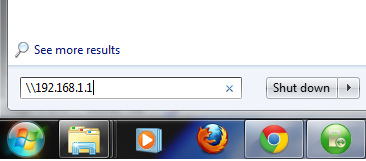 See more results
\\192.168.1.1
Shut down